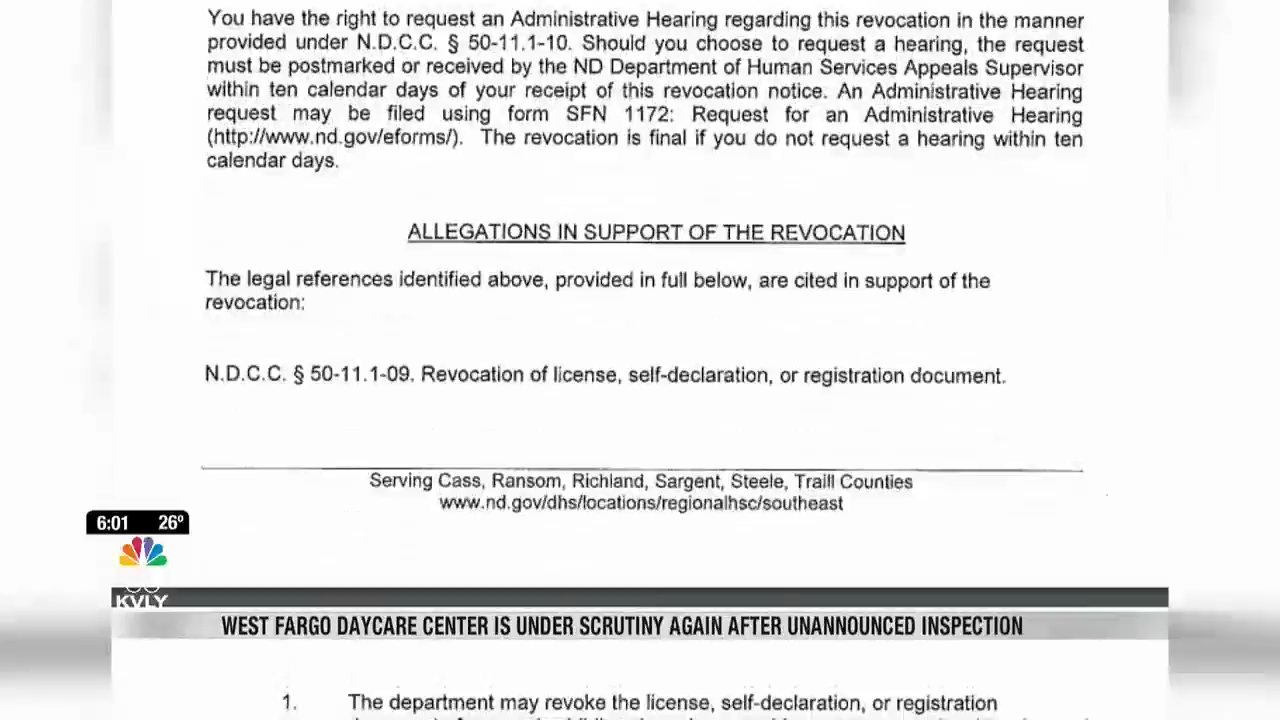 You have the right to request an Administrative Hearing regarding this revocation in the manner
provided under N.D.C.C. § 50-11.1-10. Should you choose to request a hearing, the request
must be postmarked or received by the ND Department of Human Services Appeals Supervisor
within ten calendar days of your receipt of this revocation notice. An Administrative Hearing
request may be filed using form SFN 1172: Request for an Administrative Hearing
(http://www.nd.gov/eforms/). The revocation is final if you do not request a hearing within ten
calendar days.
ALLEGATIONS IN SUPPORT OF THE REVOCATION
The legal references identified above, provided in full below, are cited in support of the
revocation:
N.D.C.C. § 50-11.1-09. Revocation of license, self-declaration, or registration document.
Serving Cass, Ransom, Richland, Sargent, Steele, Traill Counties
www.nd.gov/dhs/locations/regionalhsc/southeast
6:01 26º
KVLY
WEST FARGO DAYCARE CENTER IS UNDER SCRUTINY AGAIN AFTER UNANNOUNCED INSPECTION
1. The department may revoke the license, self-declaration, or registration